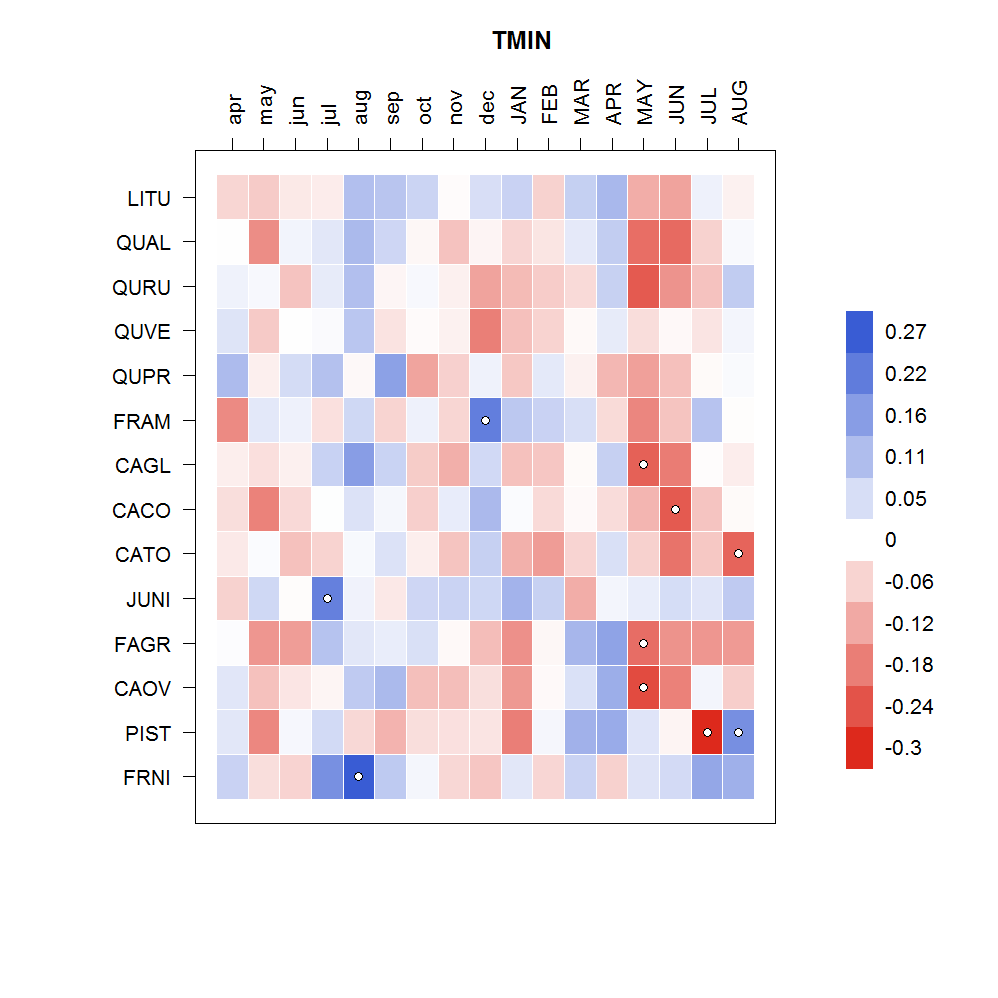 TMIN
apr may jun jul aug sep oct nov dec JAN FEB MAR APR MAY JUN JUL AUG
LITU
QUAL
QURU
QUVE
QUPR
FRAM
CAGL
CACO
CATO
JUNI
FAGR
CAOV
PIST
FRNI
0.27
0.22
0.16
0.11
0.05
0
-0.06
-0.12
-0.18
-0.24
-0.3